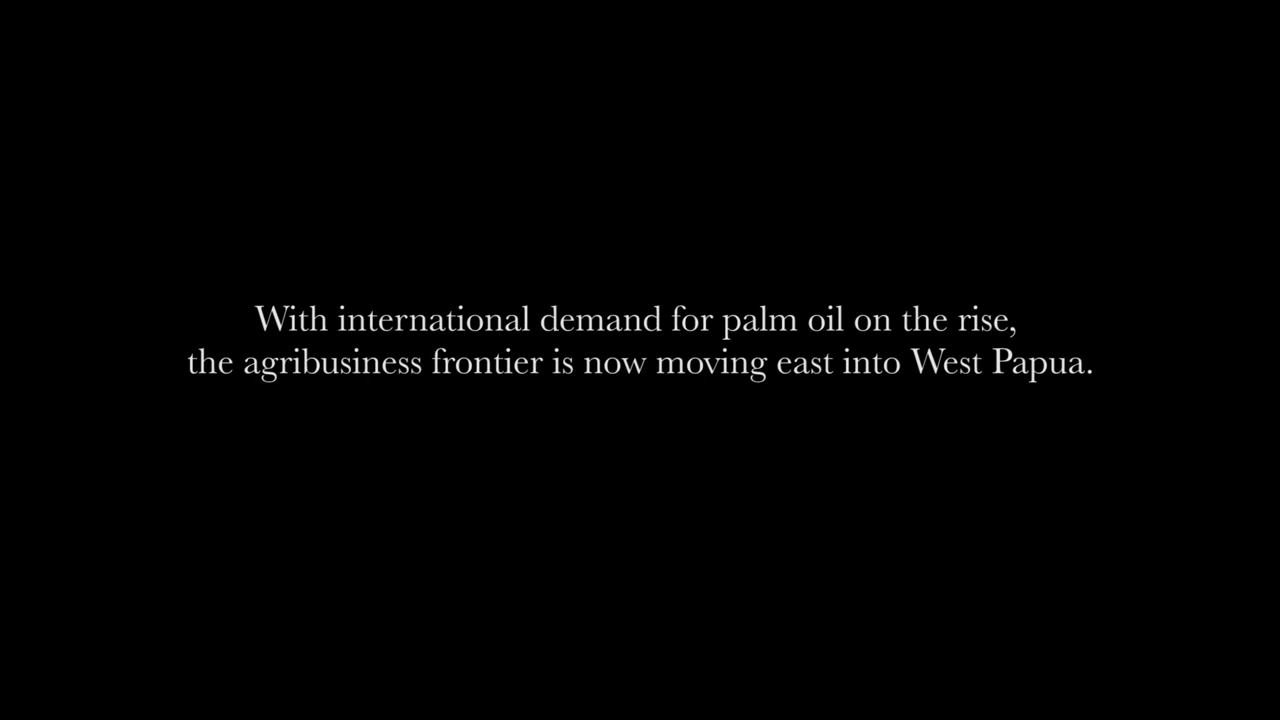 With international demand for palm oil on the rise,
the agribusiness frontier is now moving east into West Papua.